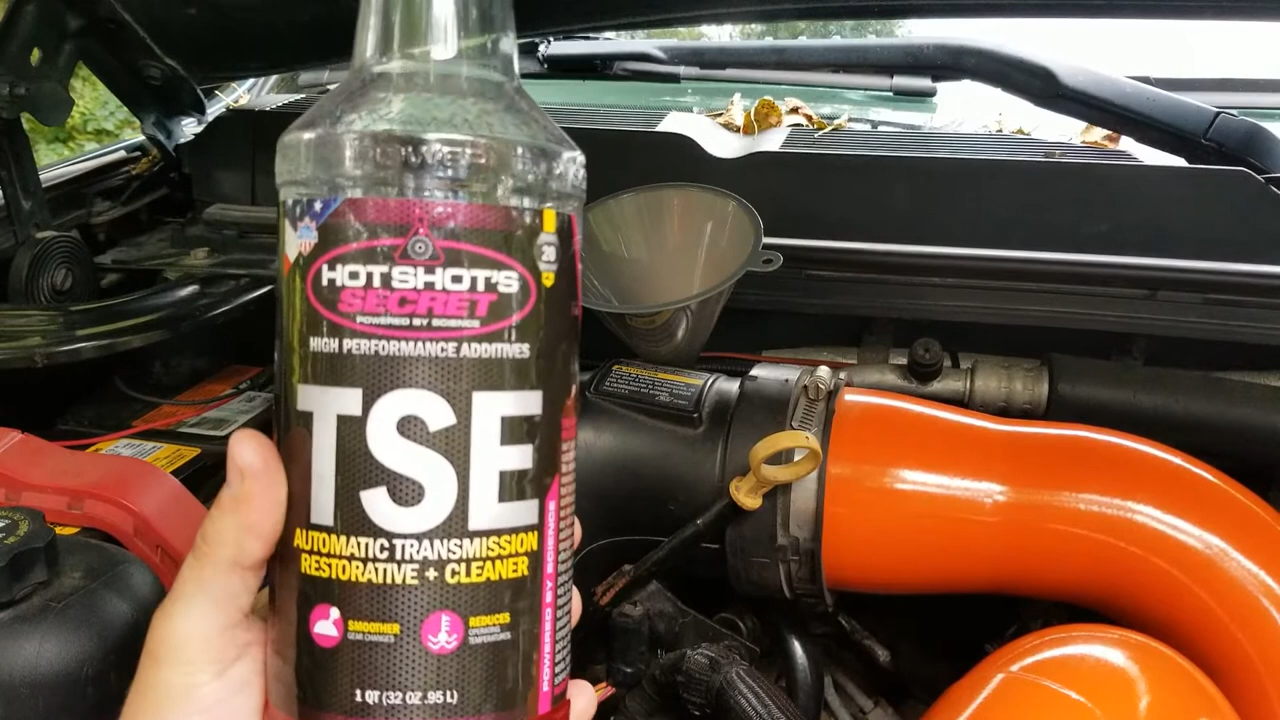 POWER
20
HOT SHOT'S
SECRET
POWERED BY SCIENCE
HIGH PERFORMANCE ADDITIVES
TSE
AUTOMATIC TRANSMISSION
RESTORATIVE + CLEANER
SMOOTHER
GEAR CHANGES
REDUCES
OPERATING
TEMPERATURES
POWERED BY SCIENCE
1 QT (32 OZ .95 L)